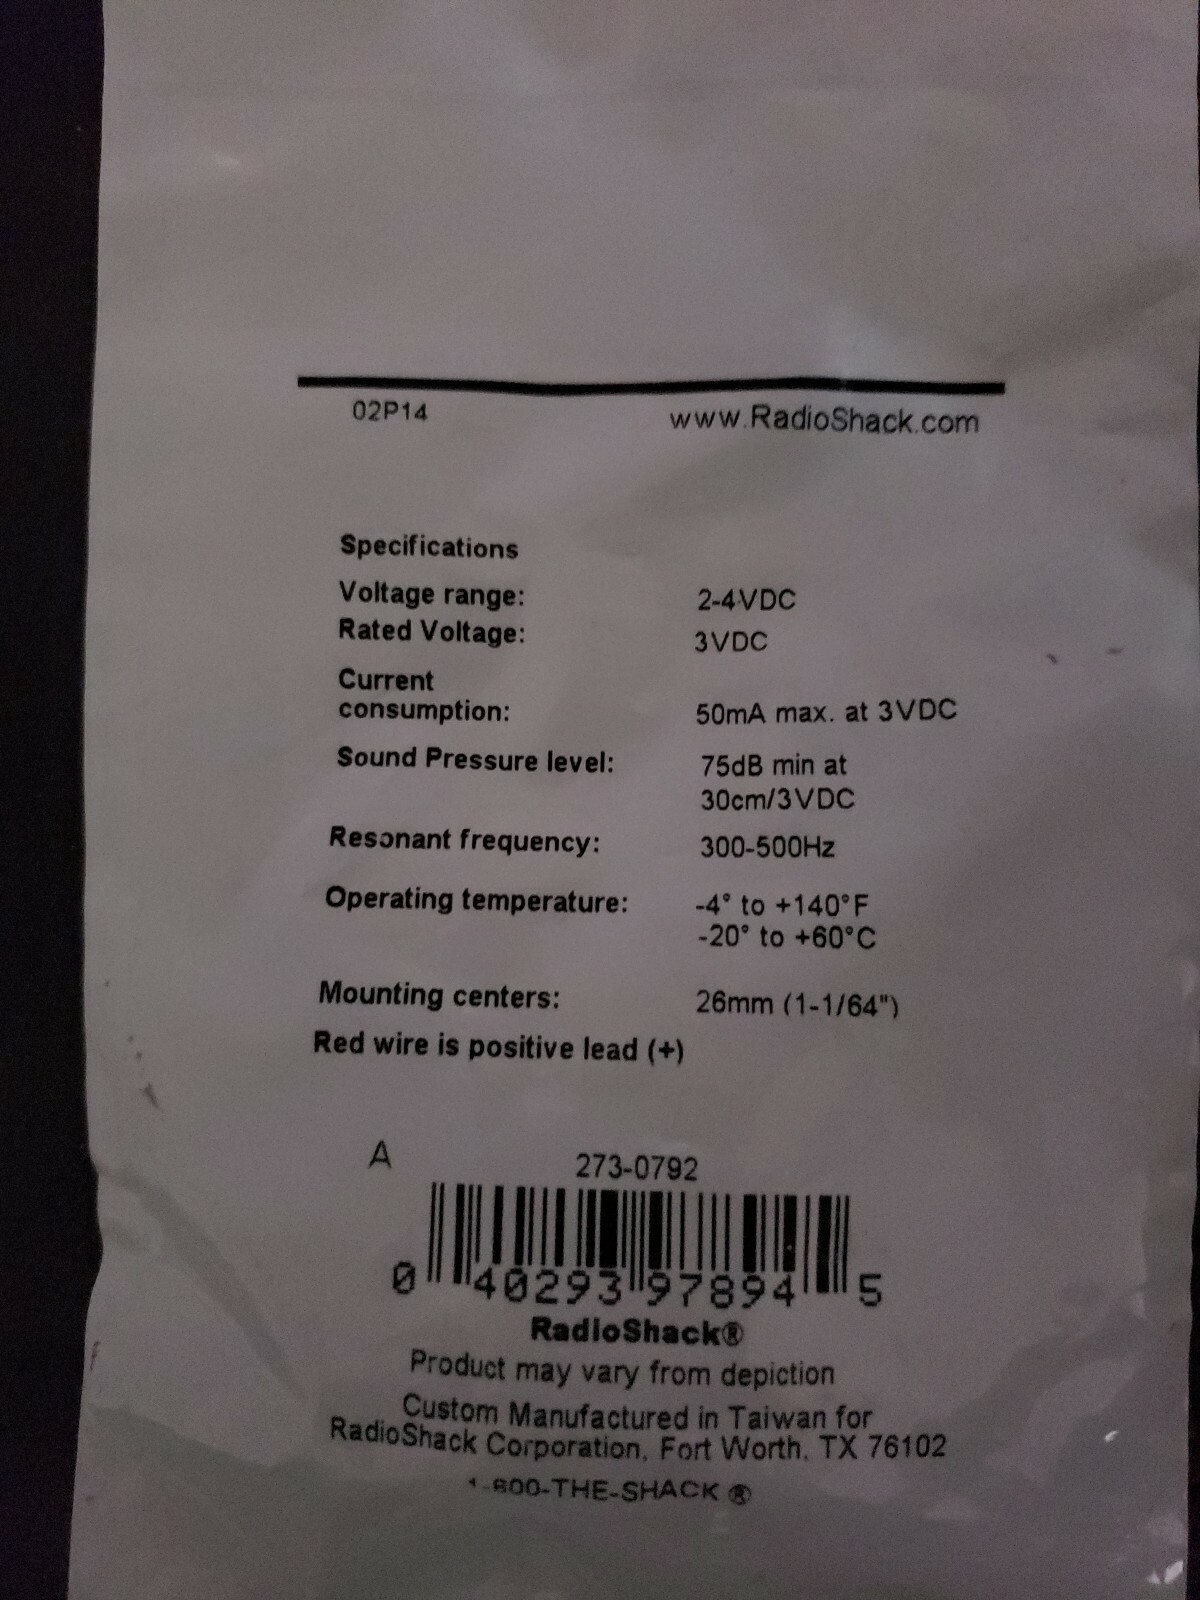 02P14 www.RadioShack.com
Specifications
Voltage range: 2-4VDC
Rated Voltage: 3VDC
Current
consumption: 50mA max. at 3VDC
Sound Pressure level: 75dB min at
30cm/3VDC
Resonant frequency: 300-500Hz
Operating temperature: -4° to +140°F
-20° to +60°C
Mounting centers: 26mm (1-1/64")
Red wire is positive lead (+)
A 273-0792
0 40293 97894 5
RadioShack®
Product may vary from depiction
Custom Manufactured in Taiwan for
RadioShack Corporation, Fort Worth, TX 76102
1-800-THE-SHACK ®